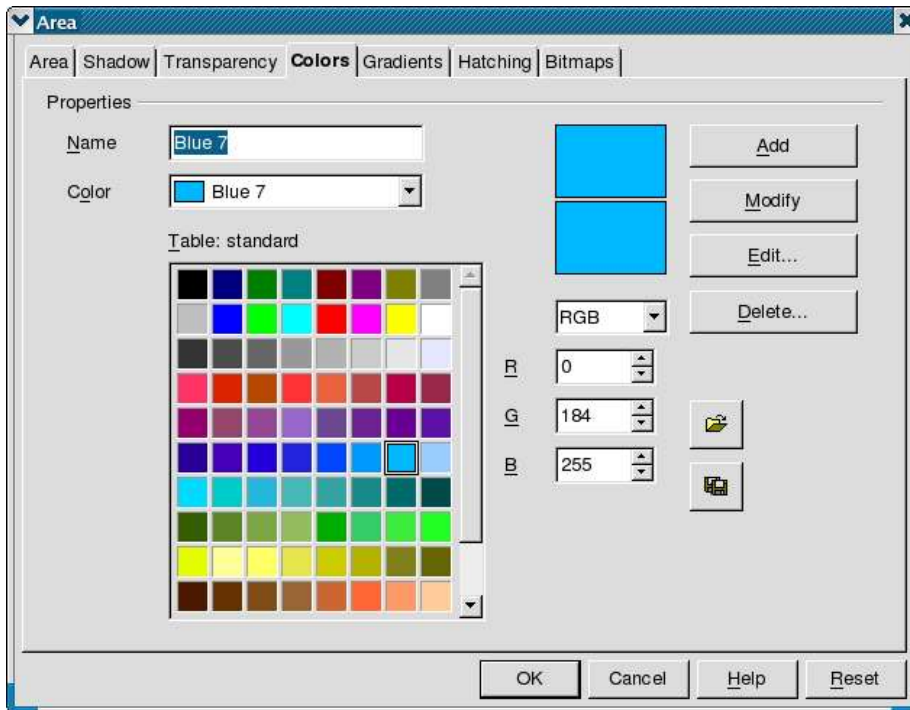 Area
Area Shadow Transparency Colors Gradients Hatching Bitmaps
Properties
Name Blue 7 Add
Color Blue 7 Modify
Table: standard Edit...
RGB Delete...
R 0
G 184
B 255
OK Cancel Help Reset